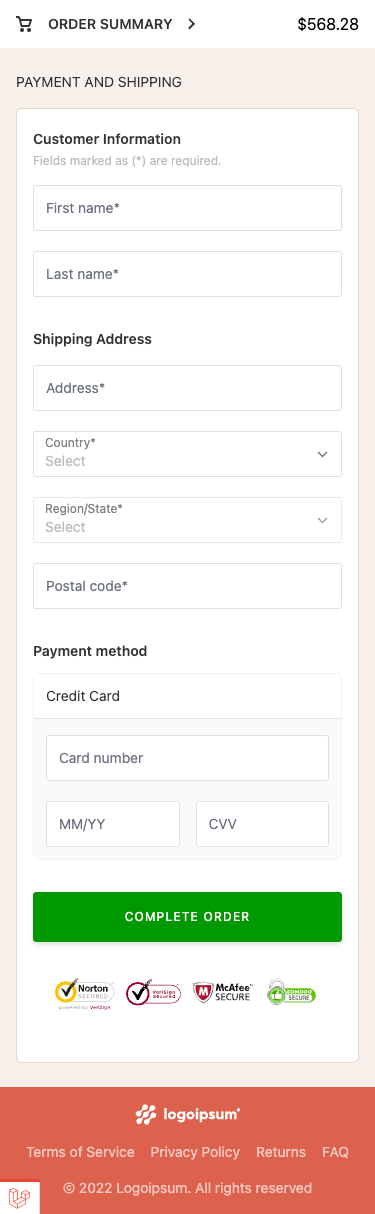 ORDER SUMMARY
$568.28
PAYMENT AND SHIPPING
Customer Information
Fields marked as (*) are required.
First name*
Last name*
Shipping Address
Address*
Country*
Select
Region/State*
Select
Postal code*
Payment method
Credit Card
Card number
MM/YY CVV
COMPLETE ORDER
Norton
SECURED
powered by VeriSign
VeriSign
Secured
McAfee™
SECURE
COMODO
SECURE
logoipsum
Terms of Service Privacy Policy Returns FAQ
© 2022 Logoipsum. All rights reserved